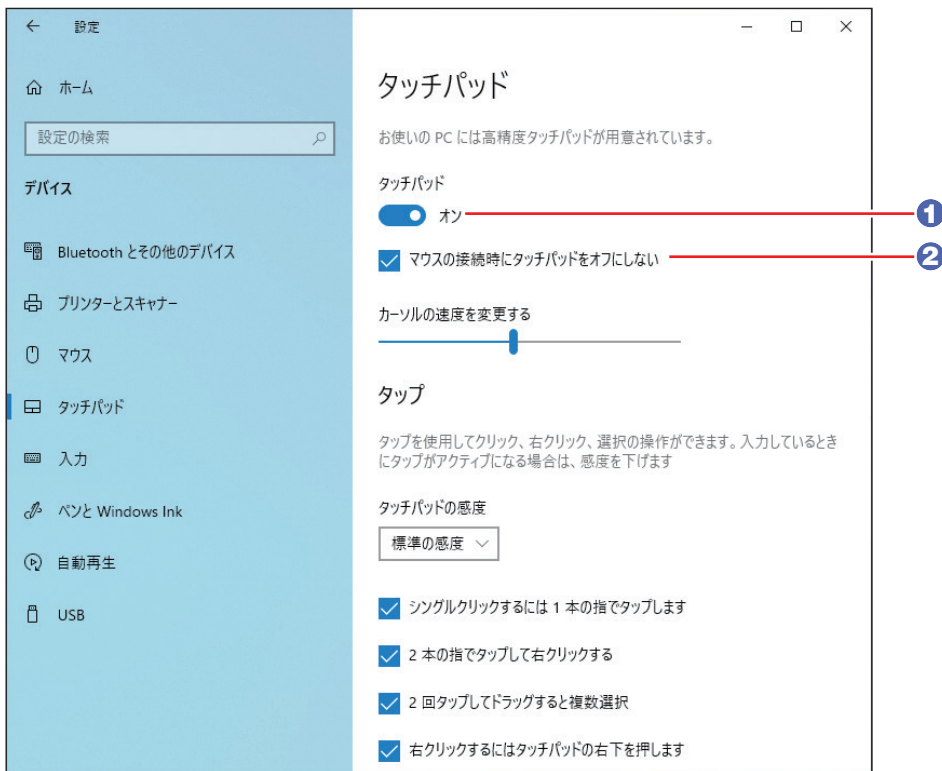 設定
ホーム
設定の検索
デバイス
Bluetooth とその他のデバイス
プリンターとスキャナー
マウス
タッチパッド
入力
ペンと Windows Ink
自動再生
USB
タッチパッド
お使いの PC には高精度タッチパッドが用意されています。
タッチパッド
オン
1
マウスの接続時にタッチパッドをオフにしない
2
カーソルの速度を変更する
タップ
タップを使用してクリック、右クリック、選択の操作ができます。入力しているとき
にタップがアクティブになる場合は、感度を下げます
タッチパッドの感度
標準の感度
シングルクリックするには 1 本の指でタップします
2 本の指でタップして右クリックする
2 回タップしてドラッグすると複数選択
右クリックするにはタッチパッドの右下を押します